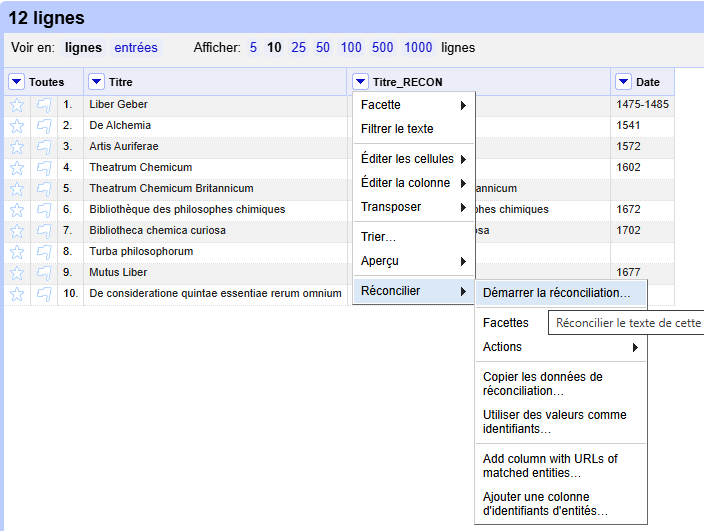 12 lignes
Voir en: lignes entrées Afficher: 5 10 25 50 100 500 1000 lignes
Toutes Titre Titre_RECON Date
1. Liber Geber 1475-1485
2. De Alchemia 1541
3. Artis Auriferae 1572
4. Theatrum Chemicum 1602
5. Theatrum Chemicum Britannicum annicum
6. Bibliothèque des philosophes chimiques phes chimiques 1672
7. Bibliotheca chemica curiosa osa 1702
8. Turba philosophorum
9. Mutus Liber 1677
10. De consideratione quintae essentiae rerum omnium
Facette
Filtrer le texte
Éditer les cellules
Éditer la colonne
Transposer
Trier…
Aperçu
Réconcilier
Démarrer la réconciliation…
Facettes
Réconcilier le texte de cette
Actions
Copier les données de
réconciliation…
Utiliser des valeurs comme
identifiants…
Add column with URLs of
matched entities…
Ajouter une colonne
d'identifiants d'entités…